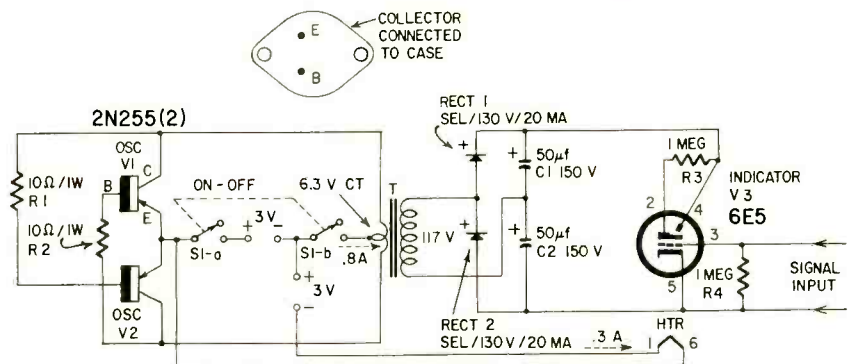 E
B
COLLECTOR
CONNECTED
TO CASE
2N255(2)
OSC
V1
C
B
E
10Ω/1W
R1
10Ω/1W
R2
OSC
V2
ON-OFF
S1-a
+ 3V -
S1-b
+
3V
-
6.3 V CT
.8A
T
117 V
RECT 1
SEL/130 V/20 MA
+
+
RECT 2
SEL/130 V/20 MA
+
50µf
C1 150 V
+
50µf
C2 150 V
1 MEG
R3
INDICATOR
V3
6E5
2
4
3
5
1 MEG
R4
SIGNAL
INPUT
HTR
.3 A
1
6